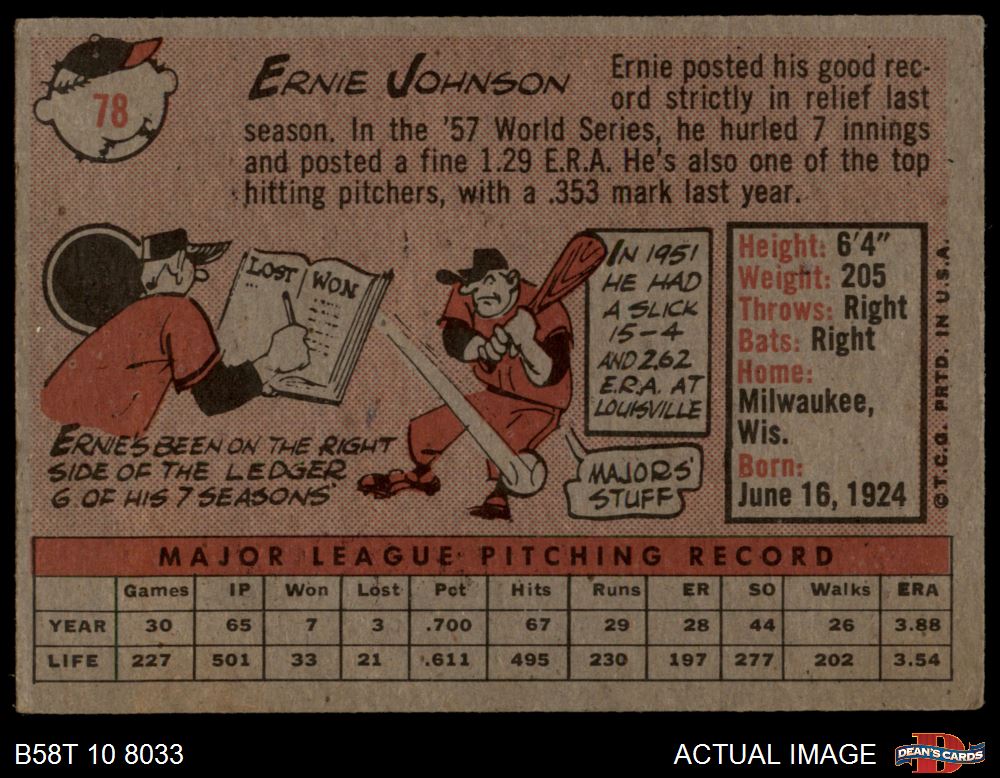 78
ERNIE JOHNSON
Ernie posted his good rec-
ord strictly in relief last
season. In the '57 World Series, he hurled 7 innings
and posted a fine 1.29 E.R.A. He's also one of the top
hitting pitchers, with a .353 mark last year.
LOST WON
ERNIE'S BEEN ON THE RIGHT
SIDE OF THE LEDGER
6 OF HIS 7 SEASONS
IN 1951
HE HAD
A SLICK
15-4
AND 2.62
E.R.A. AT
LOUISVILLE
MAJORS'
STUFF
Height: 6'4"
Weight: 205
Throws: Right
Bats: Right
Home:
Milwaukee,
Wis.
Born:
June 16, 1924
© T.C.G. PRTD. IN U.S.A.
MAJOR LEAGUE PITCHING RECORD
Games IP Won Lost Pct Hits Runs ER SO Walks ERA
YEAR 30 65 7 3 .700 67 29 28 44 26 3.88
LIFE 227 501 33 21 .611 495 230 197 277 202 3.54
B58T 10 8033
ACTUAL IMAGE
DEAN'S CARDS